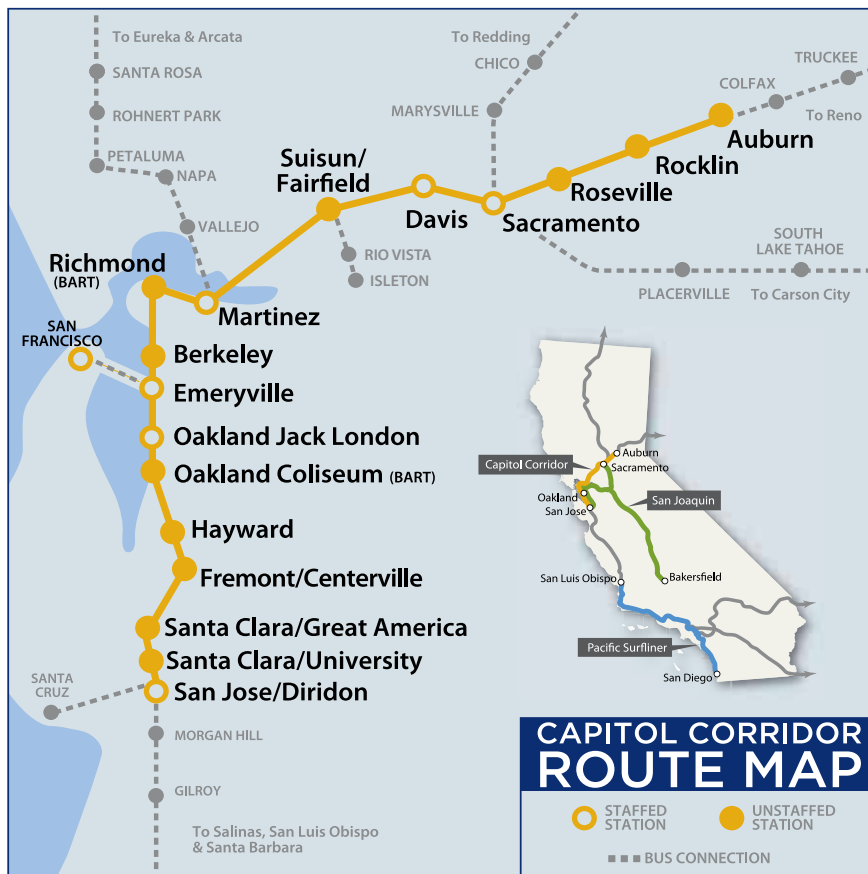 To Eureka & Arcata
SANTA ROSA
ROHNERT PARK
PETALUMA
NAPA
VALLEJO
To Redding
CHICO
MARYSVILLE
TRUCKEE
COLFAX
To Reno
Auburn
Rocklin
Roseville
Sacramento
Davis
Suisun/
Fairfield
RIO VISTA
ISLETON
SOUTH
LAKE TAHOE
PLACERVILLE
To Carson City
Richmond
(BART)
Martinez
SAN
FRANCISCO
Berkeley
Emeryville
Oakland Jack London
Oakland Coliseum (BART)
Hayward
Fremont/Centerville
Santa Clara/Great America
Santa Clara/University
San Jose/Diridon
SANTA
CRUZ
MORGAN HILL
GILROY
To Salinas, San Luis Obispo
& Santa Barbara
Auburn
Sacramento
Capitol Corridor
Oakland
San Jose
San Joaquin
San Luis Obispo
Bakersfield
Pacific Surfliner
San Diego
CAPITOL CORRIDOR
ROUTE MAP
STAFFED
STATION
UNSTAFFED
STATION
BUS CONNECTION